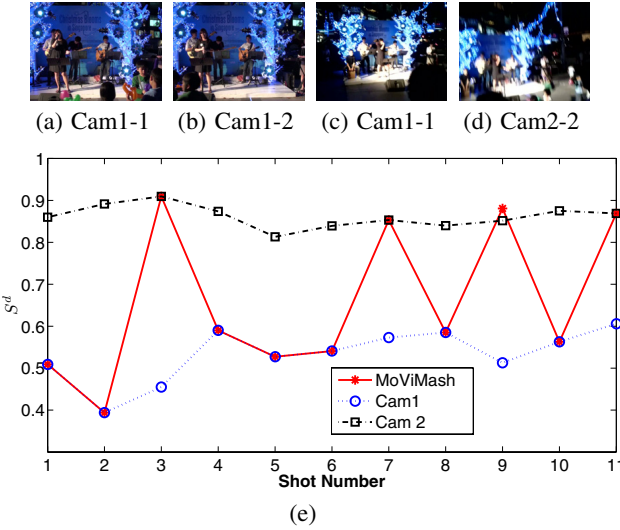 (a) Cam1-1 (b) Cam1-2 (c) Cam1-1 (d) Cam2-2
1
0.9
0.8
0.7
0.6
0.5
0.4
S^d
MoViMash
Cam1
Cam 2
1 2 3 4 5 6 7 8 9 10 11
Shot Number
(e)